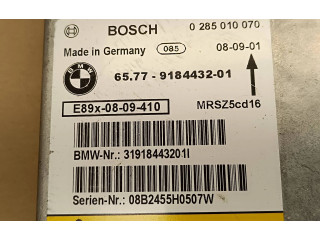 BOSCH 0 285 010 070
Made in Germany 085 08-09-01
BMW 65.77 - 9184432-01
E89x-08-09-410 MRSZ5cd16
BMW-Nr.: 31918443201I
Serien-Nr.: 08B2455H0507W